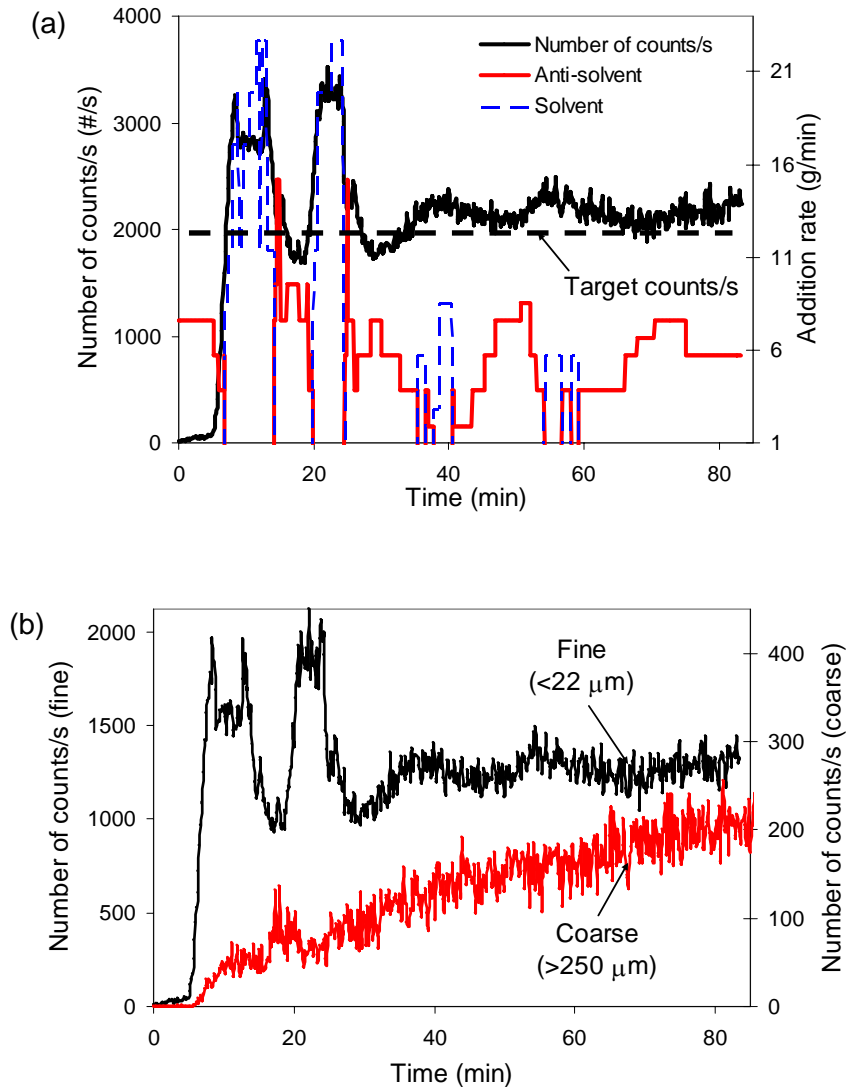 (a)
Number of counts/s (#/s)
4000
3000
2000
1000
0
Number of counts/s
Anti-solvent
Solvent
Target counts/s
21
16
11
6
1
Addition rate (g/min)
0 20 40 60 80
Time (min)
(b)
Number of counts/s (fine)
2000
1500
1000
500
0
Fine
(<22 μm)
Coarse
(>250 μm)
400
300
200
100
0
Number of counts/s (coarse)
0 20 40 60 80
Time (min)